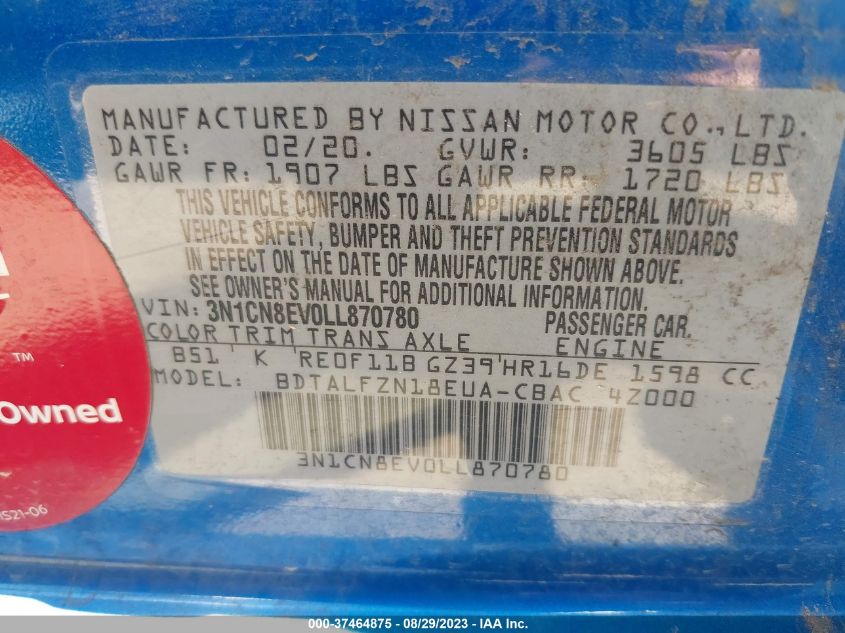 MANUFACTURED BY NISSAN MOTOR CO., LTD.
DATE: 02/20. GVWR: 3605 LBS
GAWR FR: 1907 LBS GAWR RR: 1720 LBS
THIS VEHICLE CONFORMS TO ALL APPLICABLE FEDERAL MOTOR
VEHICLE SAFETY, BUMPER AND THEFT PREVENTION STANDARDS
IN EFFECT ON THE DATE OF MANUFACTURE SHOWN ABOVE.
SEE OWNER'S MANUAL FOR ADDITIONAL INFORMATION.
VIN: 3N1CN8EV0LL870780 PASSENGER CAR.
COLOR TRIM TRANS AXLE ENGINE
B51 K RE0F11B GZ39 HR16DE 1598 CC
MODEL: BDTALFZN18EUA-CBAC 4Z000
3N1CN8EV0LL870780
TM
Owned
1S21-06
000-37464875 - 08/29/2023 - IAA Inc.